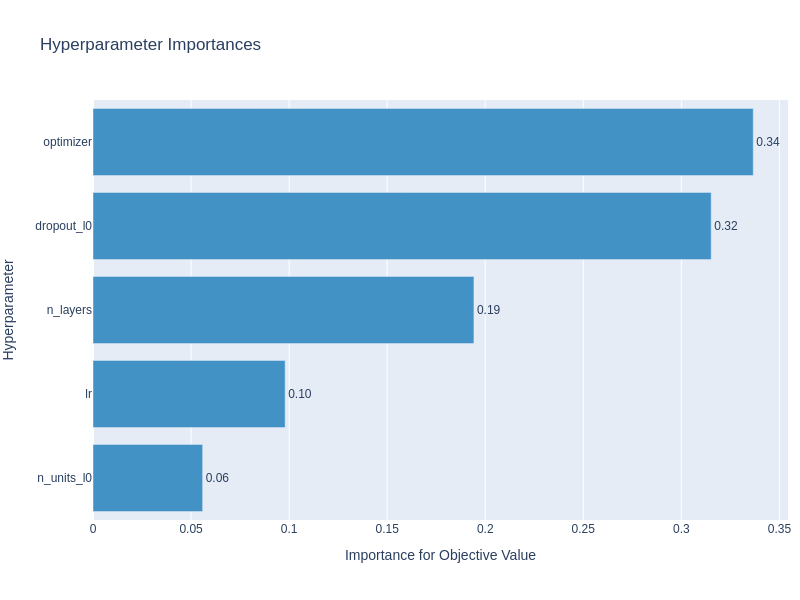 Hyperparameter Importances
Hyperparameter
optimizer
0.34
dropout_l0
0.32
n_layers
0.19
lr
0.10
n_units_l0
0.06
0 0.05 0.1 0.15 0.2 0.25 0.3 0.35
Importance for Objective Value